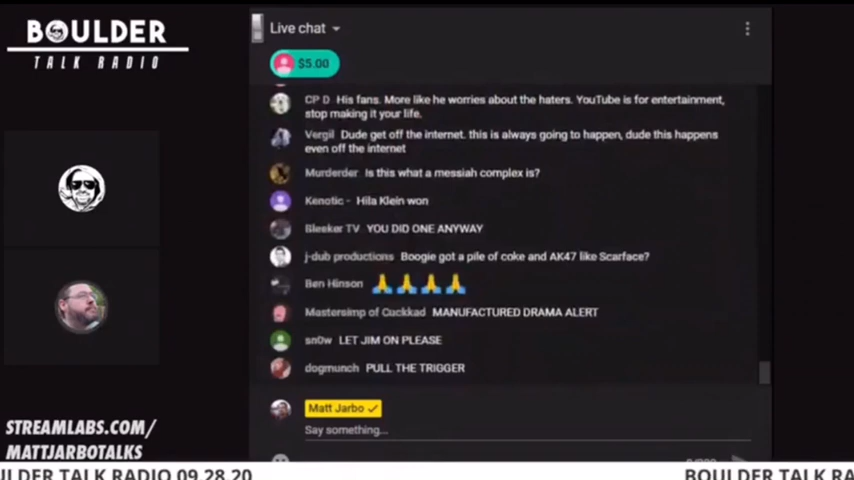 BOULDER
TALK RADIO
Live chat
$5.00
CP D His fans. More like he worries about the haters. YouTube is for entertainment,
stop making it your life.
Vergil Dude get off the internet. this is always going to happen, dude this happens
even off the internet
Murderder Is this what a messiah complex is?
Kenotic - Hila Klein won
Bleeker TV YOU DID ONE ANYWAY
j-dub productions Boogie got a pile of coke and AK47 like Scarface?
Ben Hinson 🙏🙏🙏🙏
Mastersimp of Cuckkad MANUFACTURED DRAMA ALERT
sn0w LET JIM ON PLEASE
dogmunch PULL THE TRIGGER
Matt Jarbo ✓
Say something...
STREAMLABS.COM/
MATTJARBOTALKS
OULDER TALK RADIO 09.28.20 BOULDER TALK RA